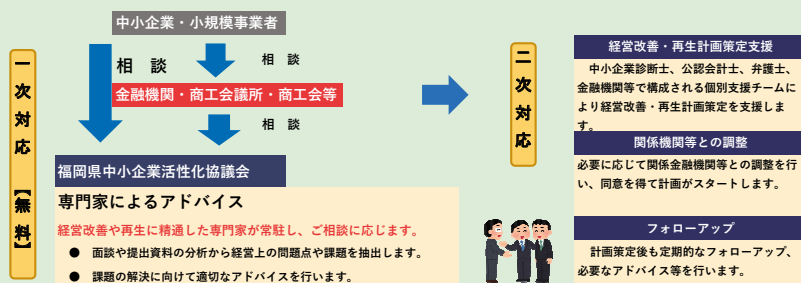 一次対応
【無料】
中小企業・小規模事業者
相 談
相 談
金融機関・商工会議所・商工会等
相 談
福岡県中小企業活性化協議会
専門家によるアドバイス
経営改善や再生に精通した専門家が常駐し、ご相談に応じます。
● 面談や提出資料の分析から経営上の問題点や課題を抽出します。
● 課題の解決に向けて適切なアドバイスを行います。
二次対応
経営改善・再生計画策定支援
中小企業診断士、公認会計士、弁護士、
金融機関等で構成される個別支援チームに
より経営改善・再生計画策定を支援しま
す。
関係機関等との調整
必要に応じて関係金融機関等との調整を行
い、同意を得て計画がスタートします。
フォローアップ
計画策定後も定期的なフォローアップ、
必要なアドバイス等を行います。